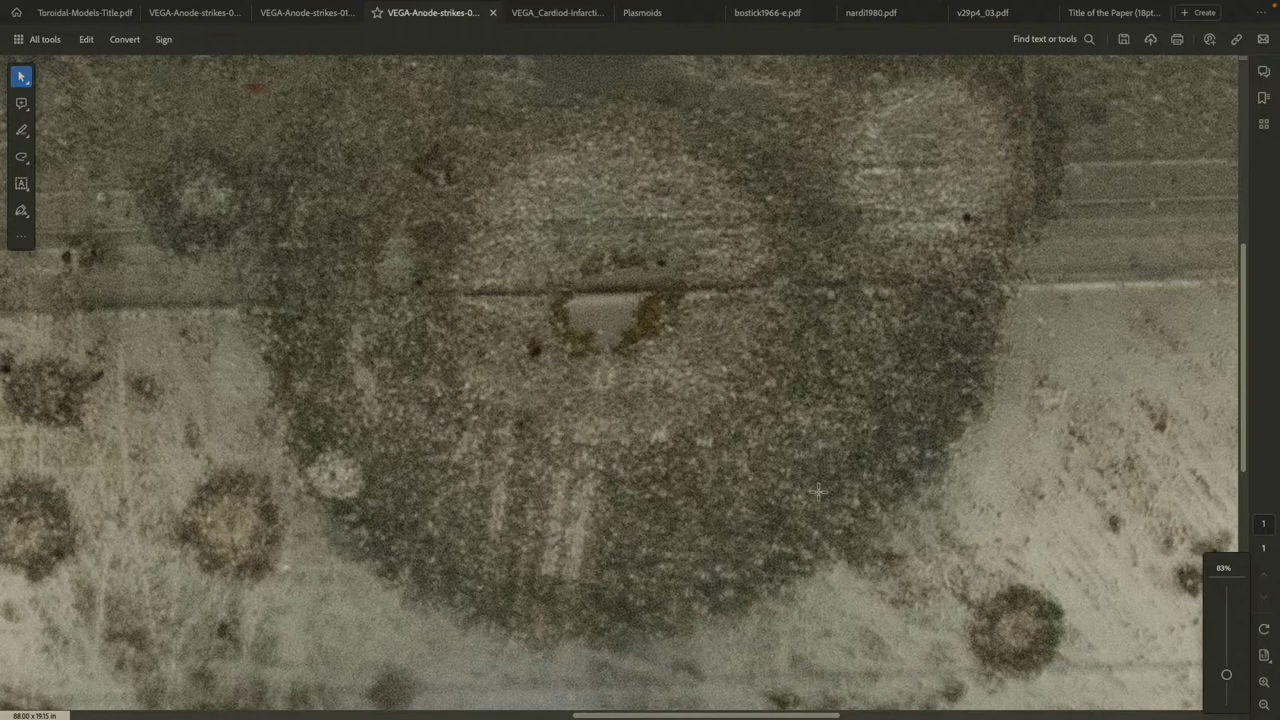 Toroidal-Models-Title.pdf VEGA-Anode-strikes-0... VEGA-Anode-strikes-01... VEGA-Anode-strikes-0... VEGA_Cardiod-Infarcti... Plasmoids bostick1966-e.pdf nardi1980.pdf v29p4_03.pdf Title of the Paper (18pt... Create
All tools Edit Convert Sign Find text or tools
1
1
83%
88.00 x 19.15 in